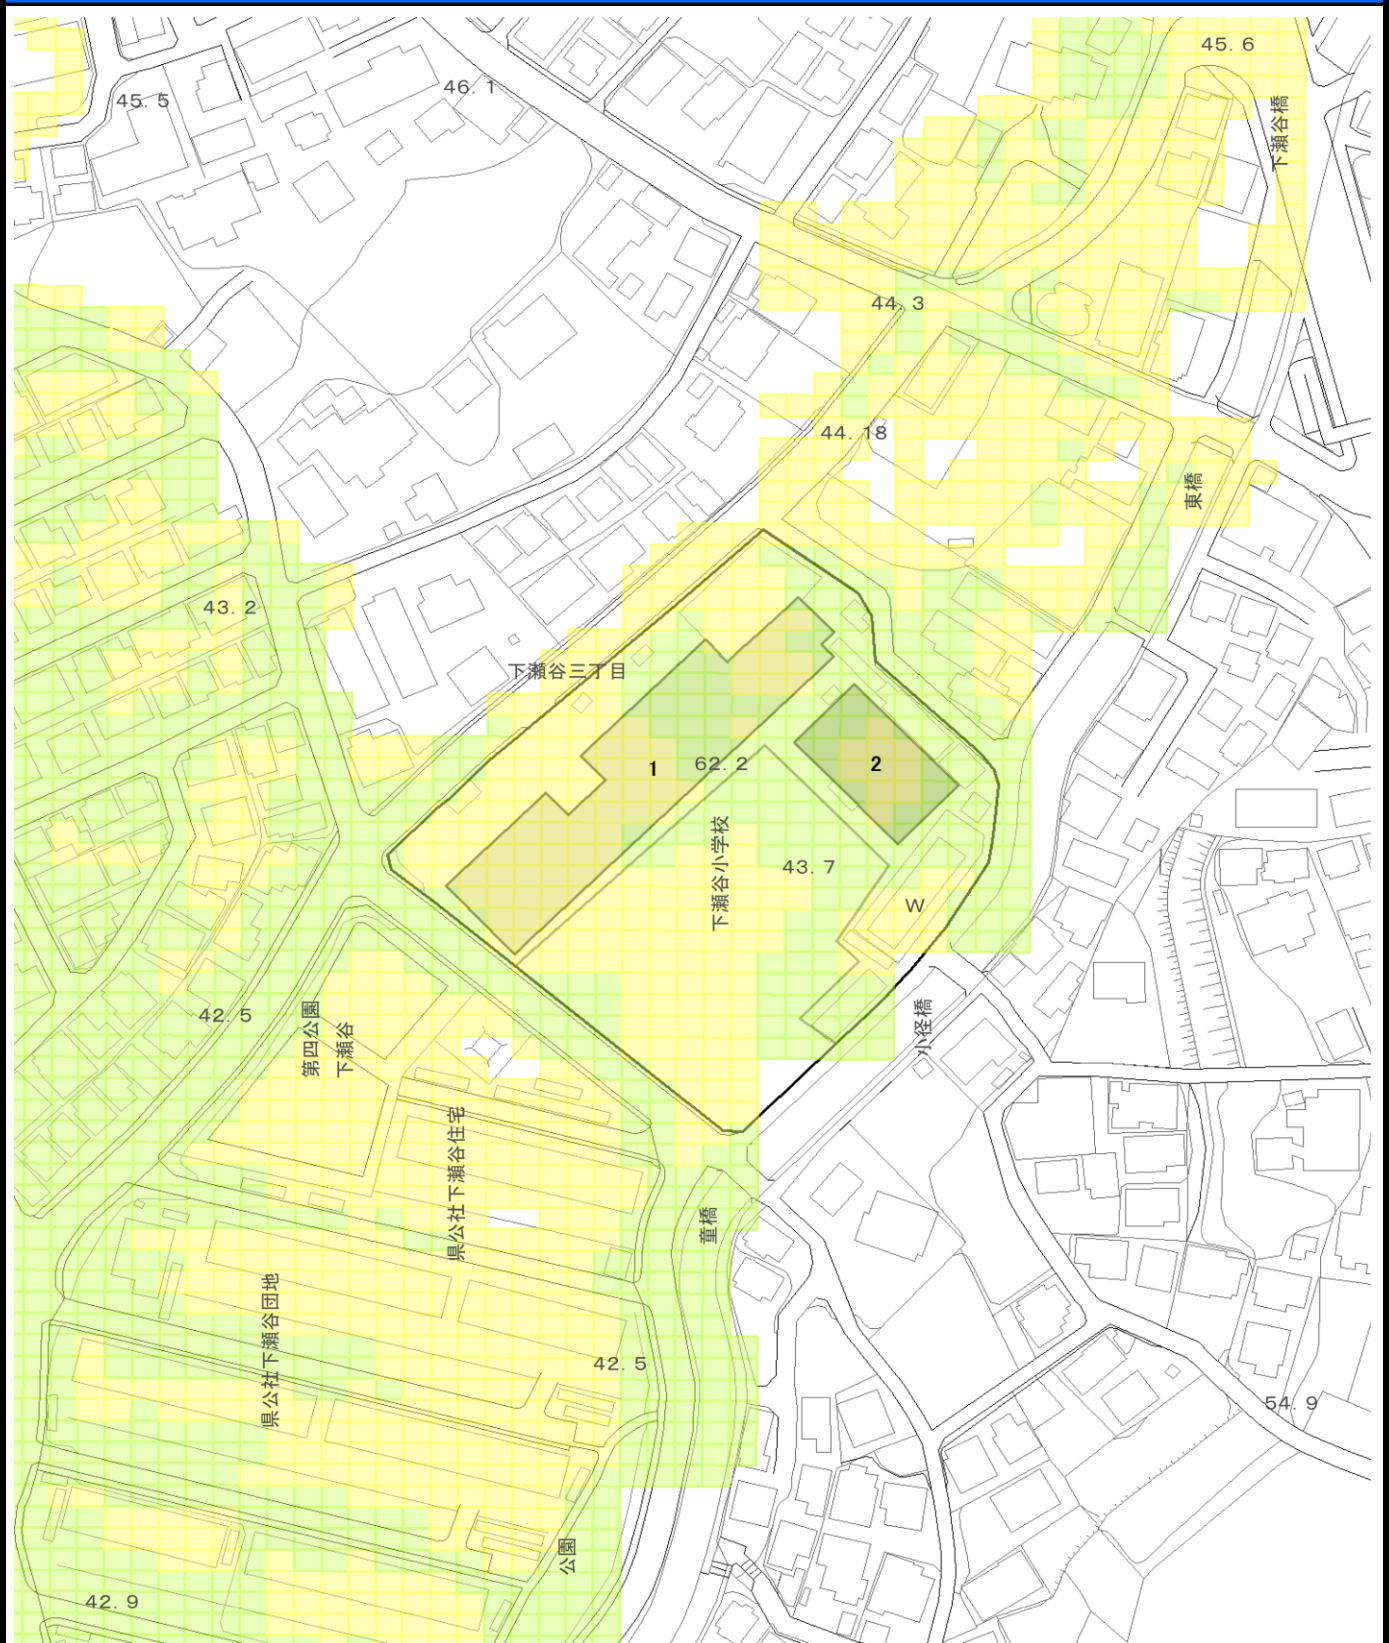 45. 6
46. 1
45. 5
下瀬谷橋
44. 3
44. 18
東橋
43. 2
下瀬谷三丁目
1
62. 2
2
下瀬谷小学校
43. 7
W
42. 5
第四公園
下瀬谷
小径橋
県公社下瀬谷住宅
童橋
県公社下瀬谷団地
42. 5
54. 9
公園
42. 9